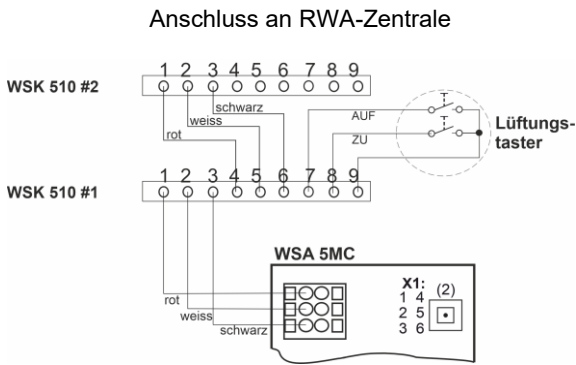 Anschluss an RWA-Zentrale
1 2 3 4 5 6 7 8 9
WSK 510 #2
schwarz
weiss
rot
AUF
ZU
Lüftungs-
taster
1 2 3 4 5 6 7 8 9
WSK 510 #1
WSA 5MC
rot
weiss
schwarz
X1: (2)
1 4
2 5
3 6